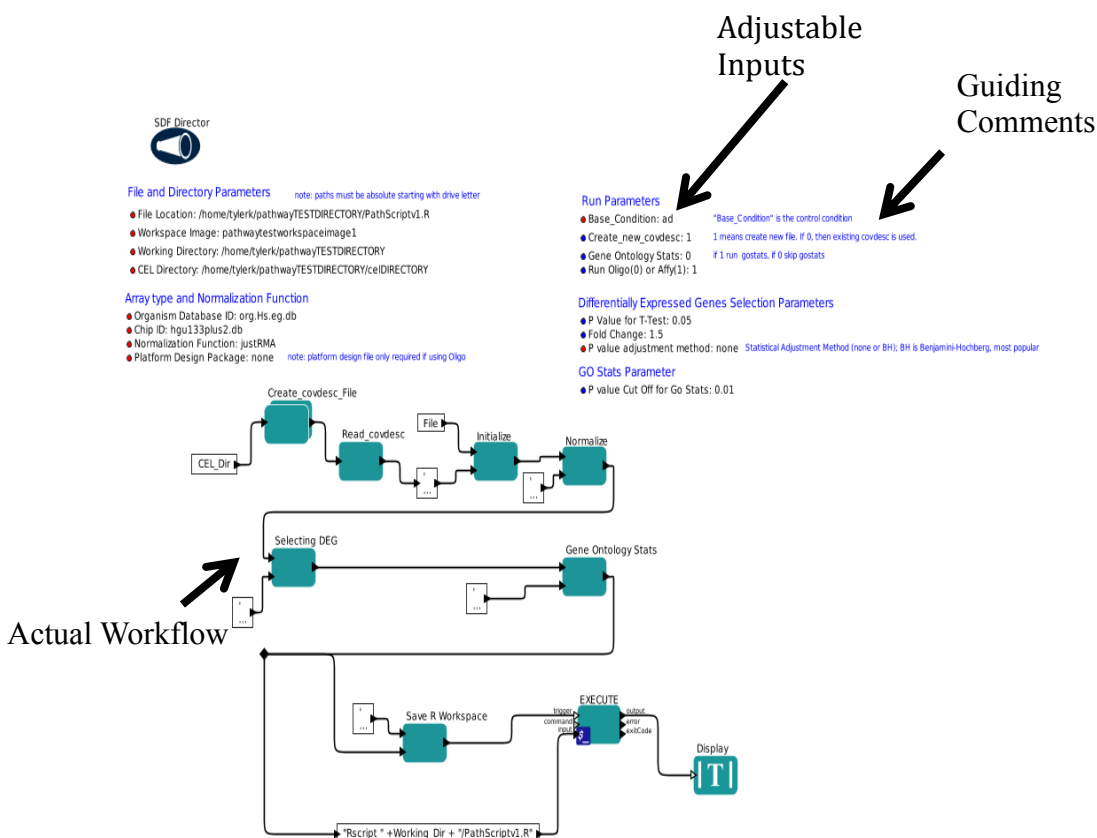 Adjustable
Inputs
Guiding
Comments
SDF Director
File and Directory Parameters note: paths must be absolute starting with drive letter
File Location: /home/tylerk/pathwayTESTDIRECTORY/PathScriptv1.R
Workspace Image: pathwaytestworkspaceimage1
Working Directory: /home/tylerk/pathwayTESTDIRECTORY
CEL Directory: /home/tylerk/pathwayTESTDIRECTORY/celDIRECTORY
Run Parameters
Base_Condition: ad "Base_Condition" is the control condition
Create_new_covdesc: 1 1 means create new file. If 0, then existing covdesc is used.
Gene Ontology Stats: 0 if 1 run gostats, if 0 skip gostats
Run Oligo(0) or Affy(1): 1
Array type and Normalization Function
Organism Database ID: org.Hs.eg.db
Chip ID: hgu133plus2.db
Normalization Function: justRMA
Platform Design Package: none note: platform design file only required if using Oligo
Differentially Expressed Genes Selection Parameters
P Value for T-Test: 0.05
Fold Change: 1.5
P value adjustment method: none Statistical Adjustment Method (none or BH); BH is Benjamini-Hochberg, most popular
GO Stats Parameter
P value Cut Off for Go Stats: 0.01
Create_covdesc_File
Read_covdesc
File
Initialize
Normalize
CEL_Dir
...
...
Selecting DEG
Gene Ontology Stats
...
...
Actual Workflow
...
Save R Workspace
EXECUTE
trigger
command
input
output
error
exitCode
$_
Display
T
"Rscript " +Working_Dir + "/PathScriptv1.R"